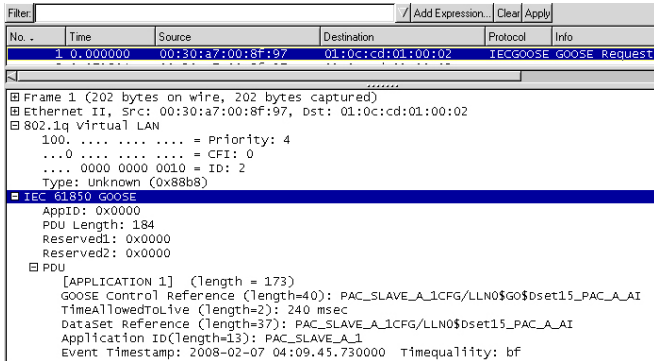 Filter: Add Expression... Clear Apply
No. - Time Source Destination Protocol Info
1 0.000000 00:30:a7:00:8f:97 01:0c:cd:01:00:02 IECGOOSE GOOSE Request
Frame 1 (202 bytes on wire, 202 bytes captured)
Ethernet II, Src: 00:30:a7:00:8f:97, Dst: 01:0c:cd:01:00:02
802.1q Virtual LAN
100. .... .... .... = Priority: 4
...0 .... .... .... = CFI: 0
.... 0000 0000 0010 = ID: 2
Type: Unknown (0x88b8)
IEC 61850 GOOSE
AppID: 0x0000
PDU Length: 184
Reserved1: 0x0000
Reserved2: 0x0000
PDU
[APPLICATION 1] (length = 173)
GOOSE Control Reference (length=40): PAC_SLAVE_A_1CFG/LLN0$GO$Dset15_PAC_A_AI
TimeAllowedToLive (length=2): 240 msec
DataSet Reference (length=37): PAC_SLAVE_A_1CFG/LLN0$Dset15_PAC_A_AI
Application ID(length=13): PAC_SLAVE_A_1
Event Timestamp: 2008-02-07 04:09.45.730000 Timequaliity: bf